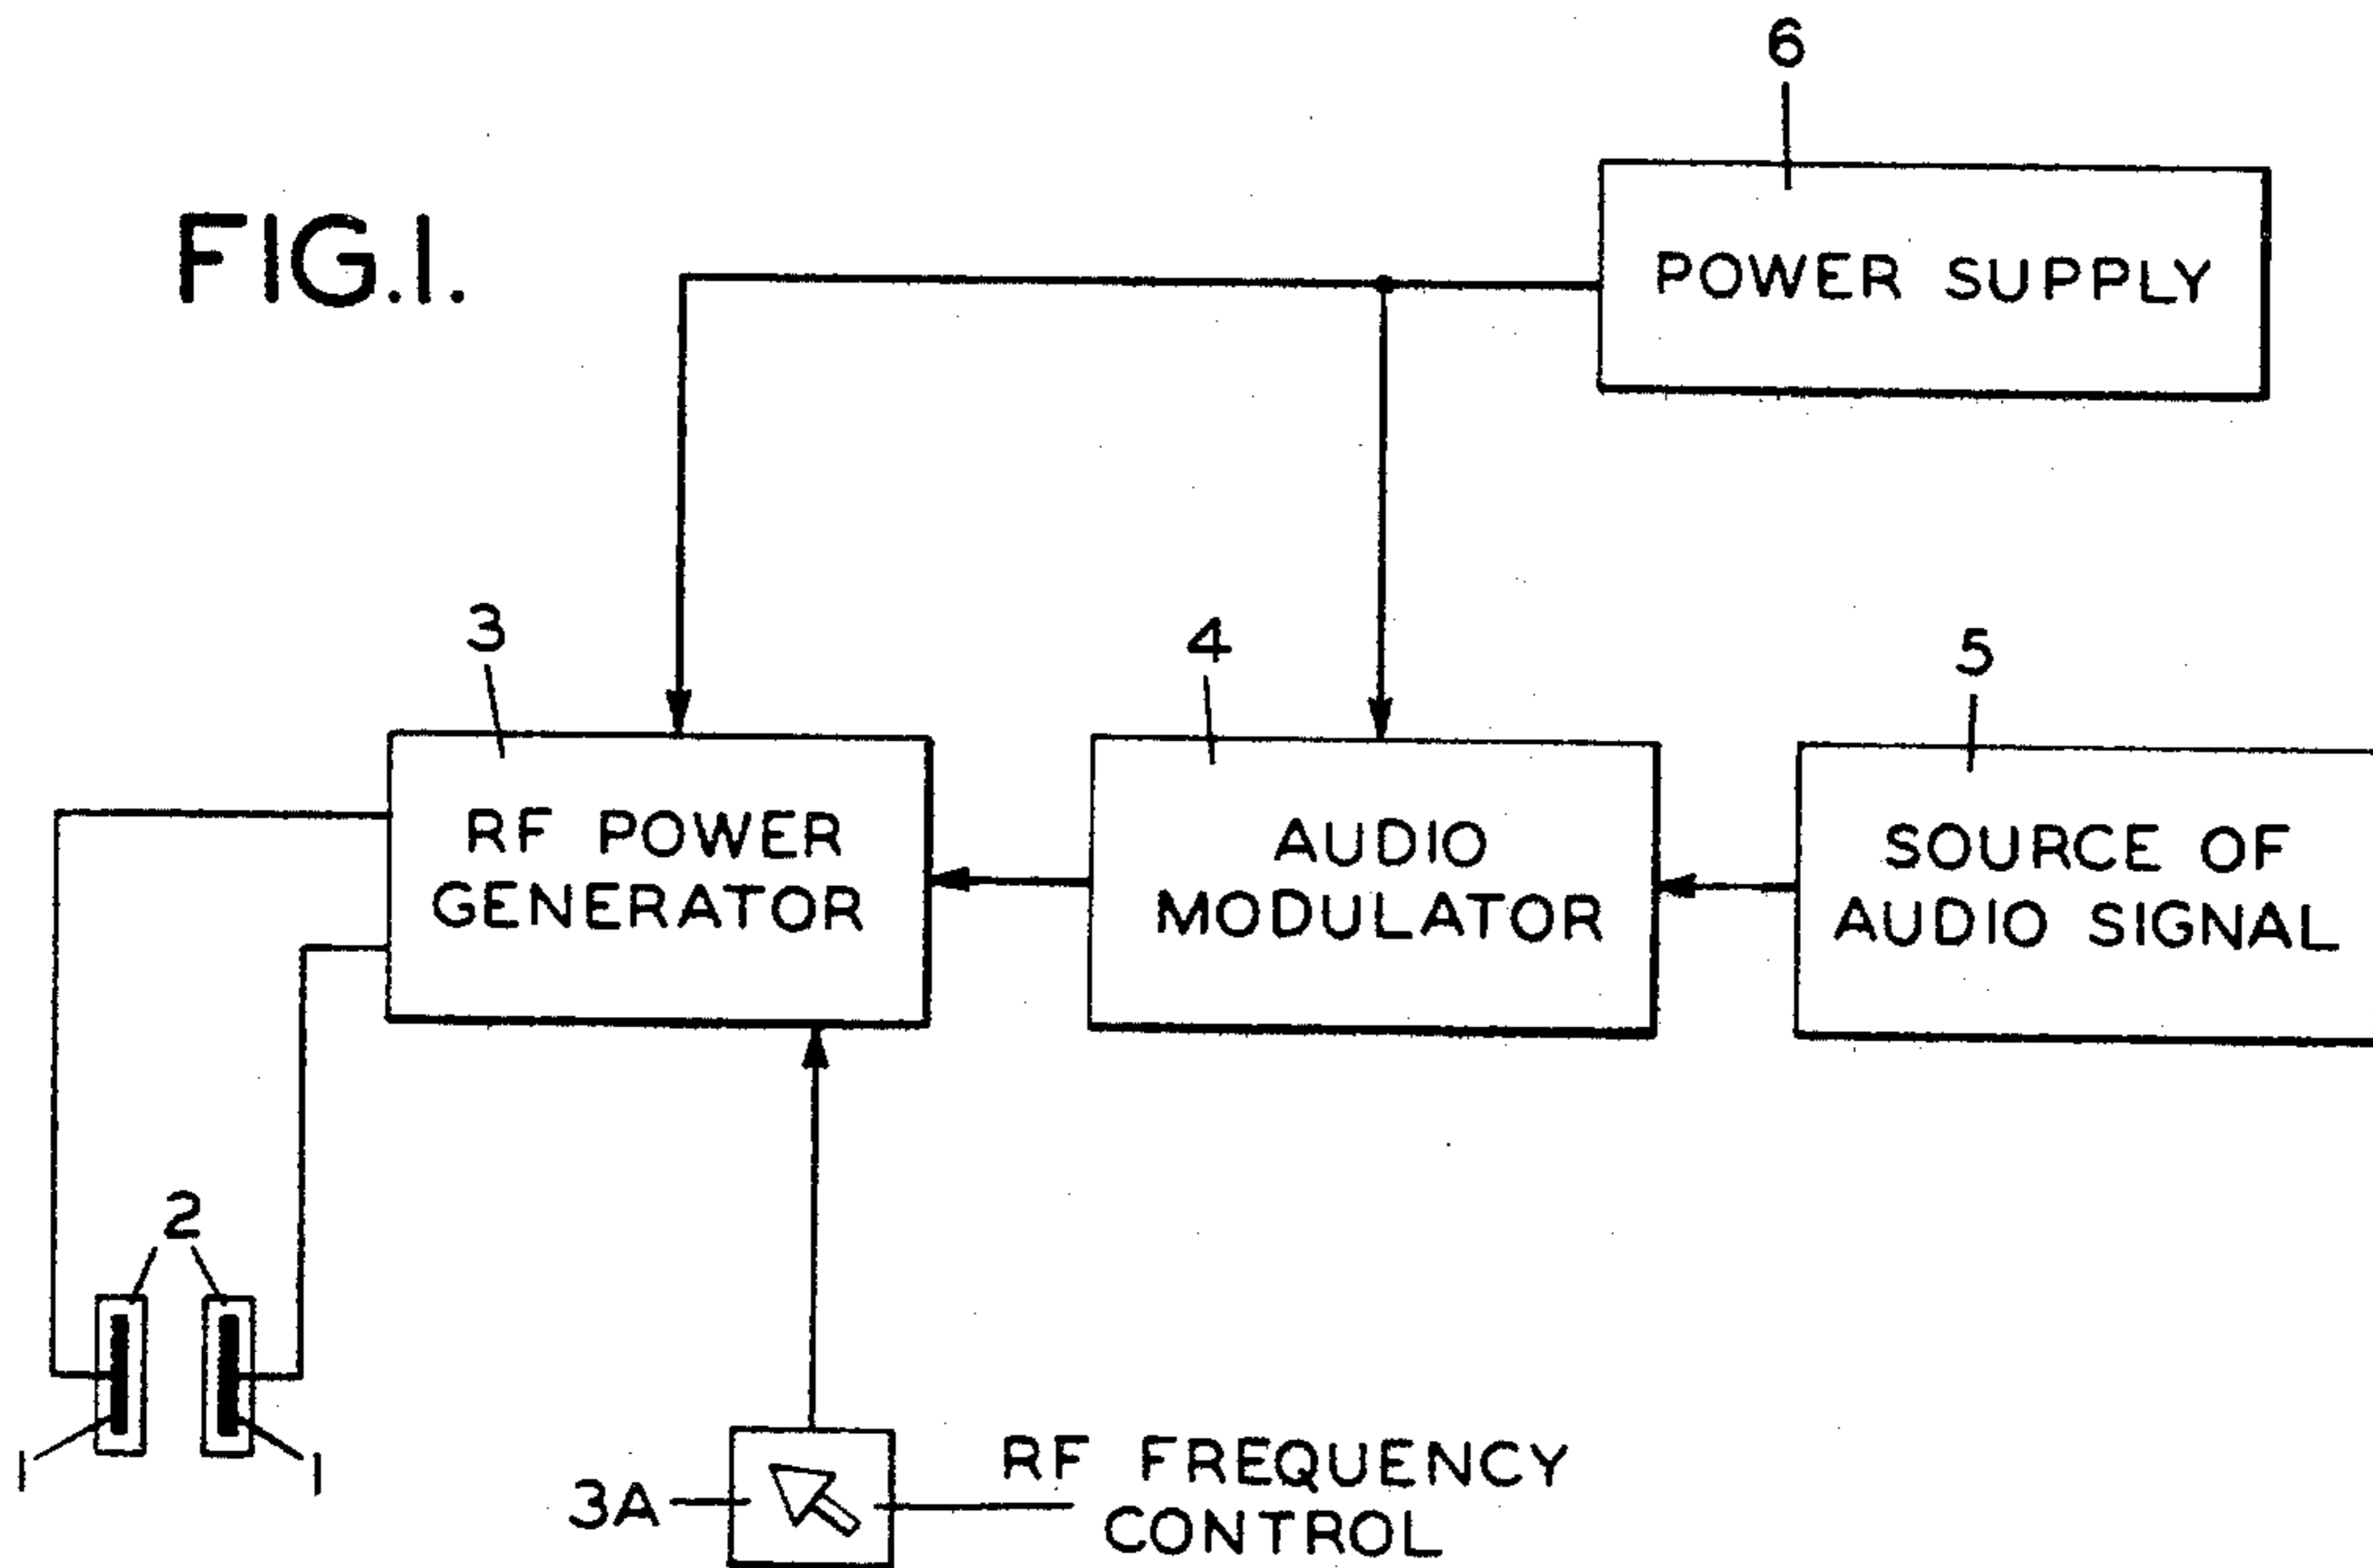 6
FIG.1.
POWER SUPPLY
3
4
5
RF POWER
GENERATOR
AUDIO
MODULATOR
SOURCE OF
AUDIO SIGNAL
2
1
1
3A
RF FREQUENCY
CONTROL